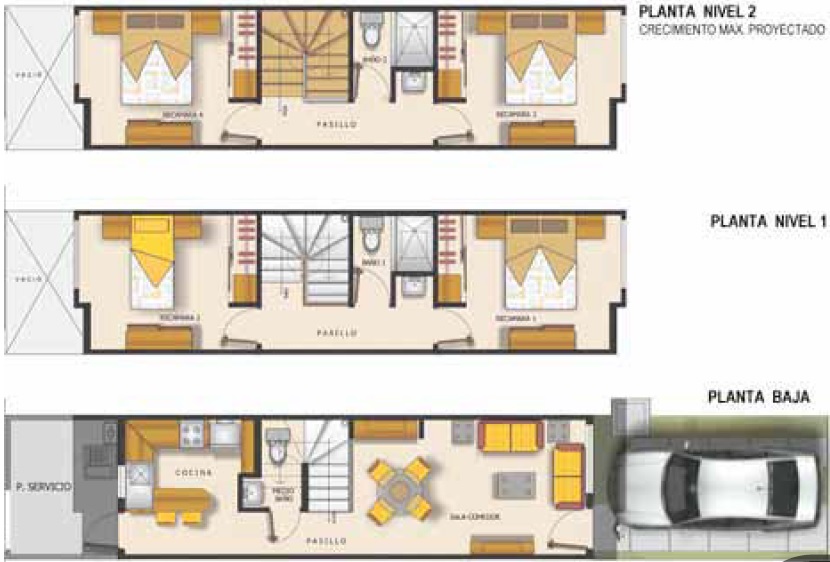 PLANTA NIVEL 2
CRECIMIENTO MAX. PROYECTADO
VACIO
RECAMARA 4
PASILLO
BAÑO 2
RECAMARA 3
PLANTA NIVEL 1
VACIO
RECAMARA 2
PASILLO
BAÑO 1
RECAMARA 1
PLANTA BAJA
P. SERVICIO
COCINA
MEDIO
BAÑO
PASILLO
SALA-COMEDOR